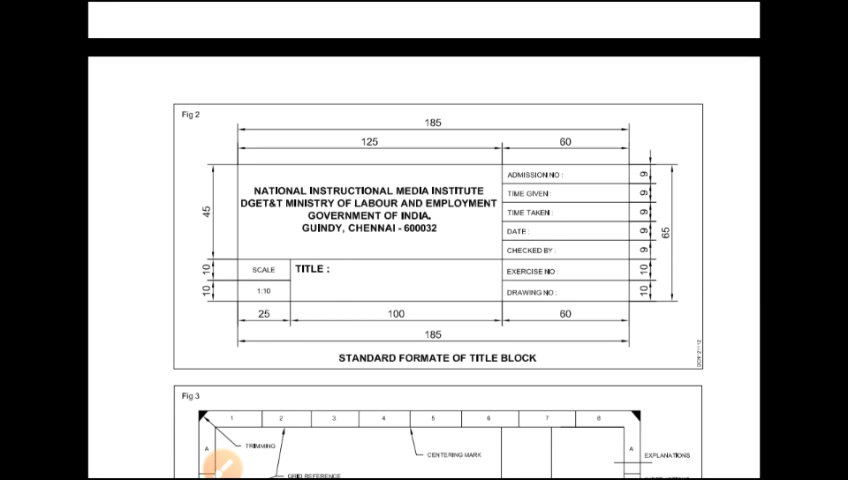 Fig 2
185
125
60
NATIONAL INSTRUCTIONAL MEDIA INSTITUTE
DGET&T MINISTRY OF LABOUR AND EMPLOYMENT
GOVERNMENT OF INDIA.
GUINDY, CHENNAI - 600032
ADMISSION NO :
TIME GIVEN :
TIME TAKEN :
DATE :
CHECKED BY :
EXERCISE NO :
DRAWING NO :
9
9
9
9
9
10
10
65
45
10
10
SCALE
1:10
TITLE :
25
100
60
185
STANDARD FORMATE OF TITLE BLOCK
Fig 3
1 2 3 4 5 6 7 8
A
A
TRIMMING
CENTERING MARK
EXPLANATIONS
GRID REFERENCE